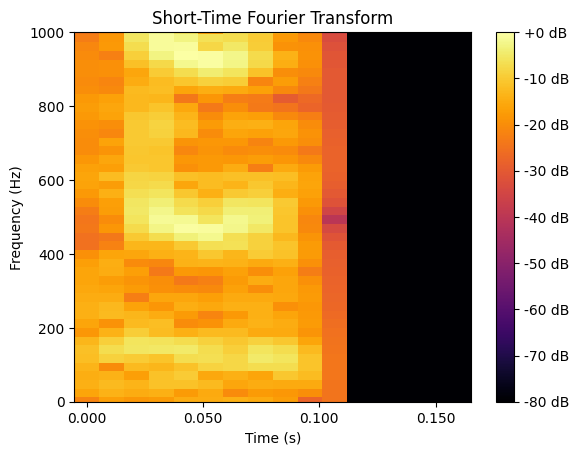 Short-Time Fourier Transform
1000
800
600
400
200
0
Frequency (Hz)
0.000
0.050
0.100
0.150
Time (s)
+0 dB
-10 dB
-20 dB
-30 dB
-40 dB
-50 dB
-60 dB
-70 dB
-80 dB